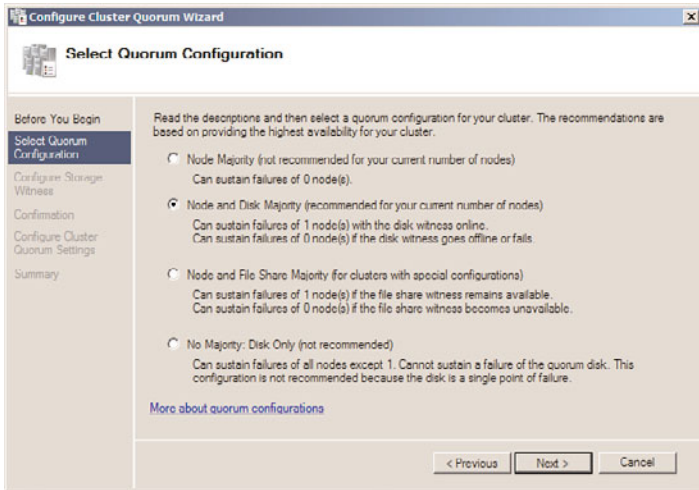 Configure Cluster Quorum Wizard
Select Quorum Configuration
Before You Begin
Select Quorum
Configuration
Configure Storage
Witness
Confirmation
Configure Cluster
Quorum Settings
Summary
Read the descriptions and then select a quorum configuration for your cluster. The recommendations are
based on providing the highest availability for your cluster.
Node Majority (not recommended for your current number of nodes)
Can sustain failures of 0 node(s).
Node and Disk Majority (recommended for your current number of nodes)
Can sustain failures of 1 node(s) with the disk witness online.
Can sustain failures of 0 node(s) if the disk witness goes offline or fails.
Node and File Share Majority (for clusters with special configurations)
Can sustain failures of 1 node(s) if the file share witness remains available.
Can sustain failures of 0 node(s) if the file share witness becomes unavailable.
No Majority: Disk Only (not recommended)
Can sustain failures of all nodes except 1. Cannot sustain a failure of the quorum disk. This
configuration is not recommended because the disk is a single point of failure.
More about quorum configurations
< Previous
Next >
Cancel